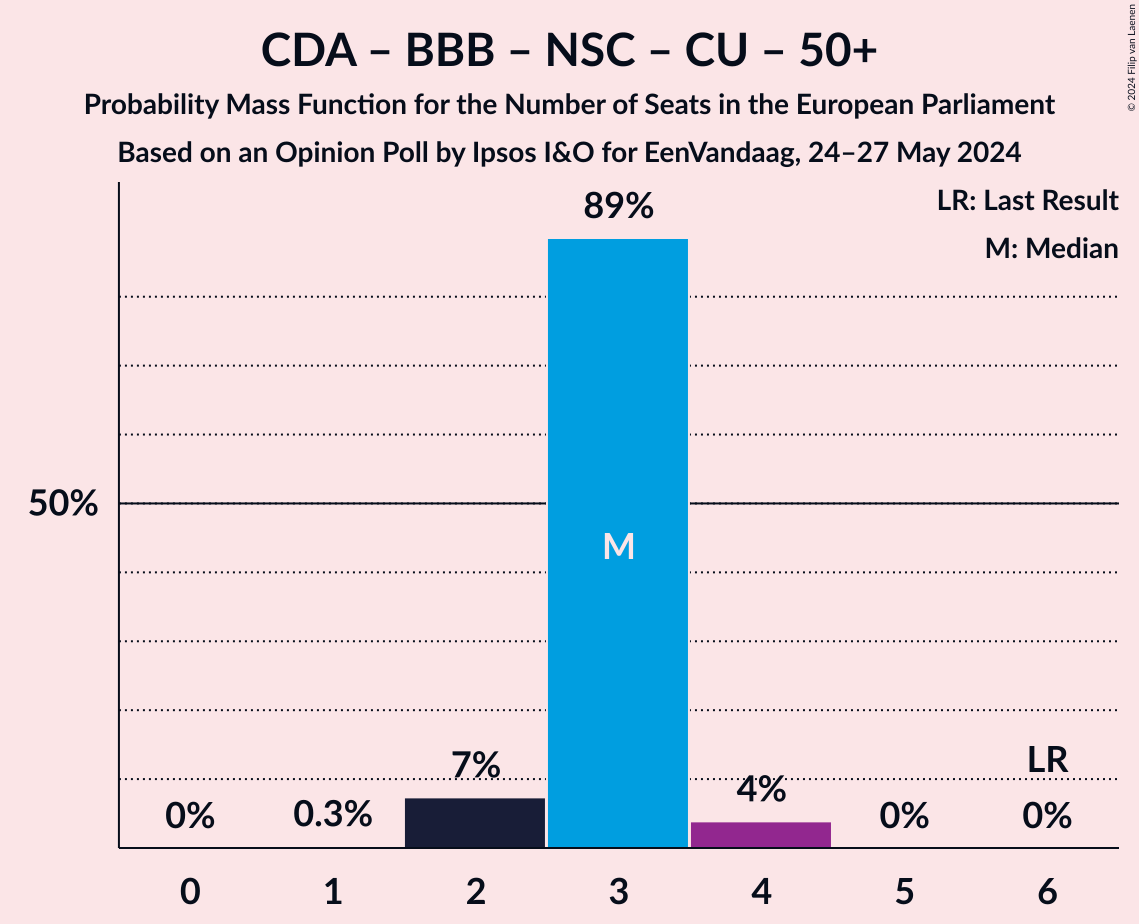 CDA – BBB – NSC – CU – 50+
Probability Mass Function for the Number of Seats in the European Parliament
Based on an Opinion Poll by Ipsos I&O for EenVandaag, 24–27 May 2024
© 2024 Filip van Laenen
LR: Last Result
M: Median
89%
50%
M
7%
4%
LR
0%
0.3%
0%
0%
0 1 2 3 4 5 6